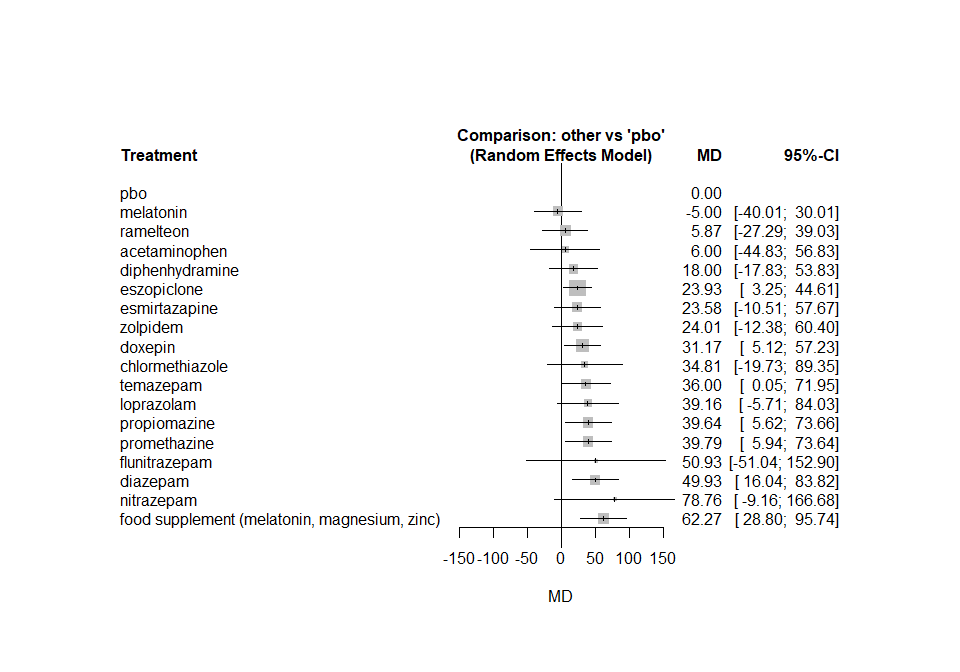 Comparison: other vs 'pbo'
Treatment (Random Effects Model) MD 95%-CI
pbo 0.00
melatonin -5.00 [-40.01; 30.01]
ramelteon 5.87 [-27.29; 39.03]
acetaminophen 6.00 [-44.83; 56.83]
diphenhydramine 18.00 [-17.83; 53.83]
eszopiclone 23.93 [ 3.25; 44.61]
esmirtazapine 23.58 [-10.51; 57.67]
zolpidem 24.01 [-12.38; 60.40]
doxepin 31.17 [ 5.12; 57.23]
chlormethiazole 34.81 [-19.73; 89.35]
temazepam 36.00 [ 0.05; 71.95]
loprazolam 39.16 [ -5.71; 84.03]
propiomazine 39.64 [ 5.62; 73.66]
promethazine 39.79 [ 5.94; 73.64]
flunitrazepam 50.93 [-51.04; 152.90]
diazepam 49.93 [ 16.04; 83.82]
nitrazepam 78.76 [ -9.16; 166.68]
food supplement (melatonin, magnesium, zinc) 62.27 [ 28.80; 95.74]
-150 -100 -50 0 50 100 150
MD